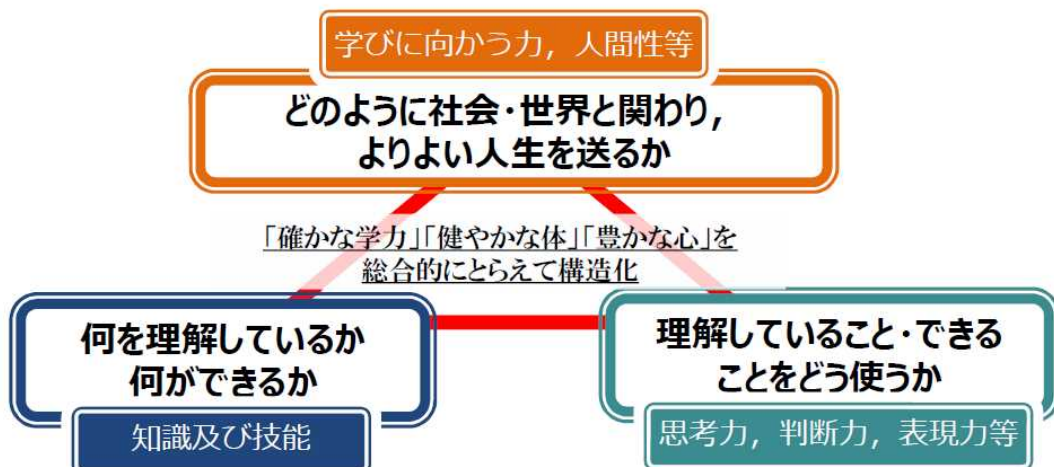 学びに向かう力，人間性等
どのように社会・世界と関わり，
よりよい人生を送るか
「確かな学力」「健やかな体」「豊かな心」を
総合的にとらえて構造化
何を理解しているか
何ができるか
知識及び技能
理解していること・できる
ことをどう使うか
思考力，判断力，表現力等